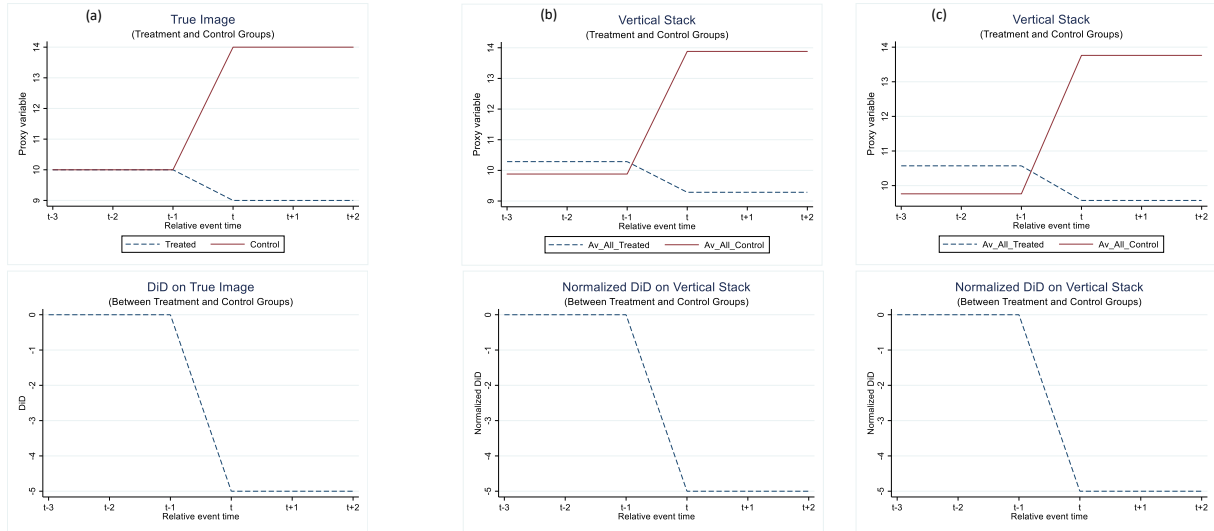 (a)
True Image
(Treatment and Control Groups)
Proxy variable
14
13
12
11
10
9
t-3 t-2 t-1 t t+1 t+2
Relative event time
Treated Control
(b)
Vertical Stack
(Treatment and Control Groups)
Proxy variable
14
13
12
11
10
9
t-3 t-2 t-1 t t+1 t+2
Relative event time
Av_All_Treated Av_All_Control
(c)
Vertical Stack
(Treatment and Control Groups)
Proxy variable
14
13
12
11
10
t-3 t-2 t-1 t t+1 t+2
Relative event time
Av_All_Treated Av_All_Control
DiD on True Image
(Between Treatment and Control Groups)
DiD
0
-1
-2
-3
-4
-5
t-3 t-2 t-1 t t+1 t+2
Relative event time
Normalized DiD on Vertical Stack
(Between Treatment and Control Groups)
Normalized DiD
0
-1
-2
-3
-4
-5
t-3 t-2 t-1 t t+1 t+2
Relative event time
Normalized DiD on Vertical Stack
(Between Treatment and Control Groups)
Normalized DiD
0
-1
-2
-3
-4
-5
t-3 t-2 t-1 t t+1 t+2
Relative event time